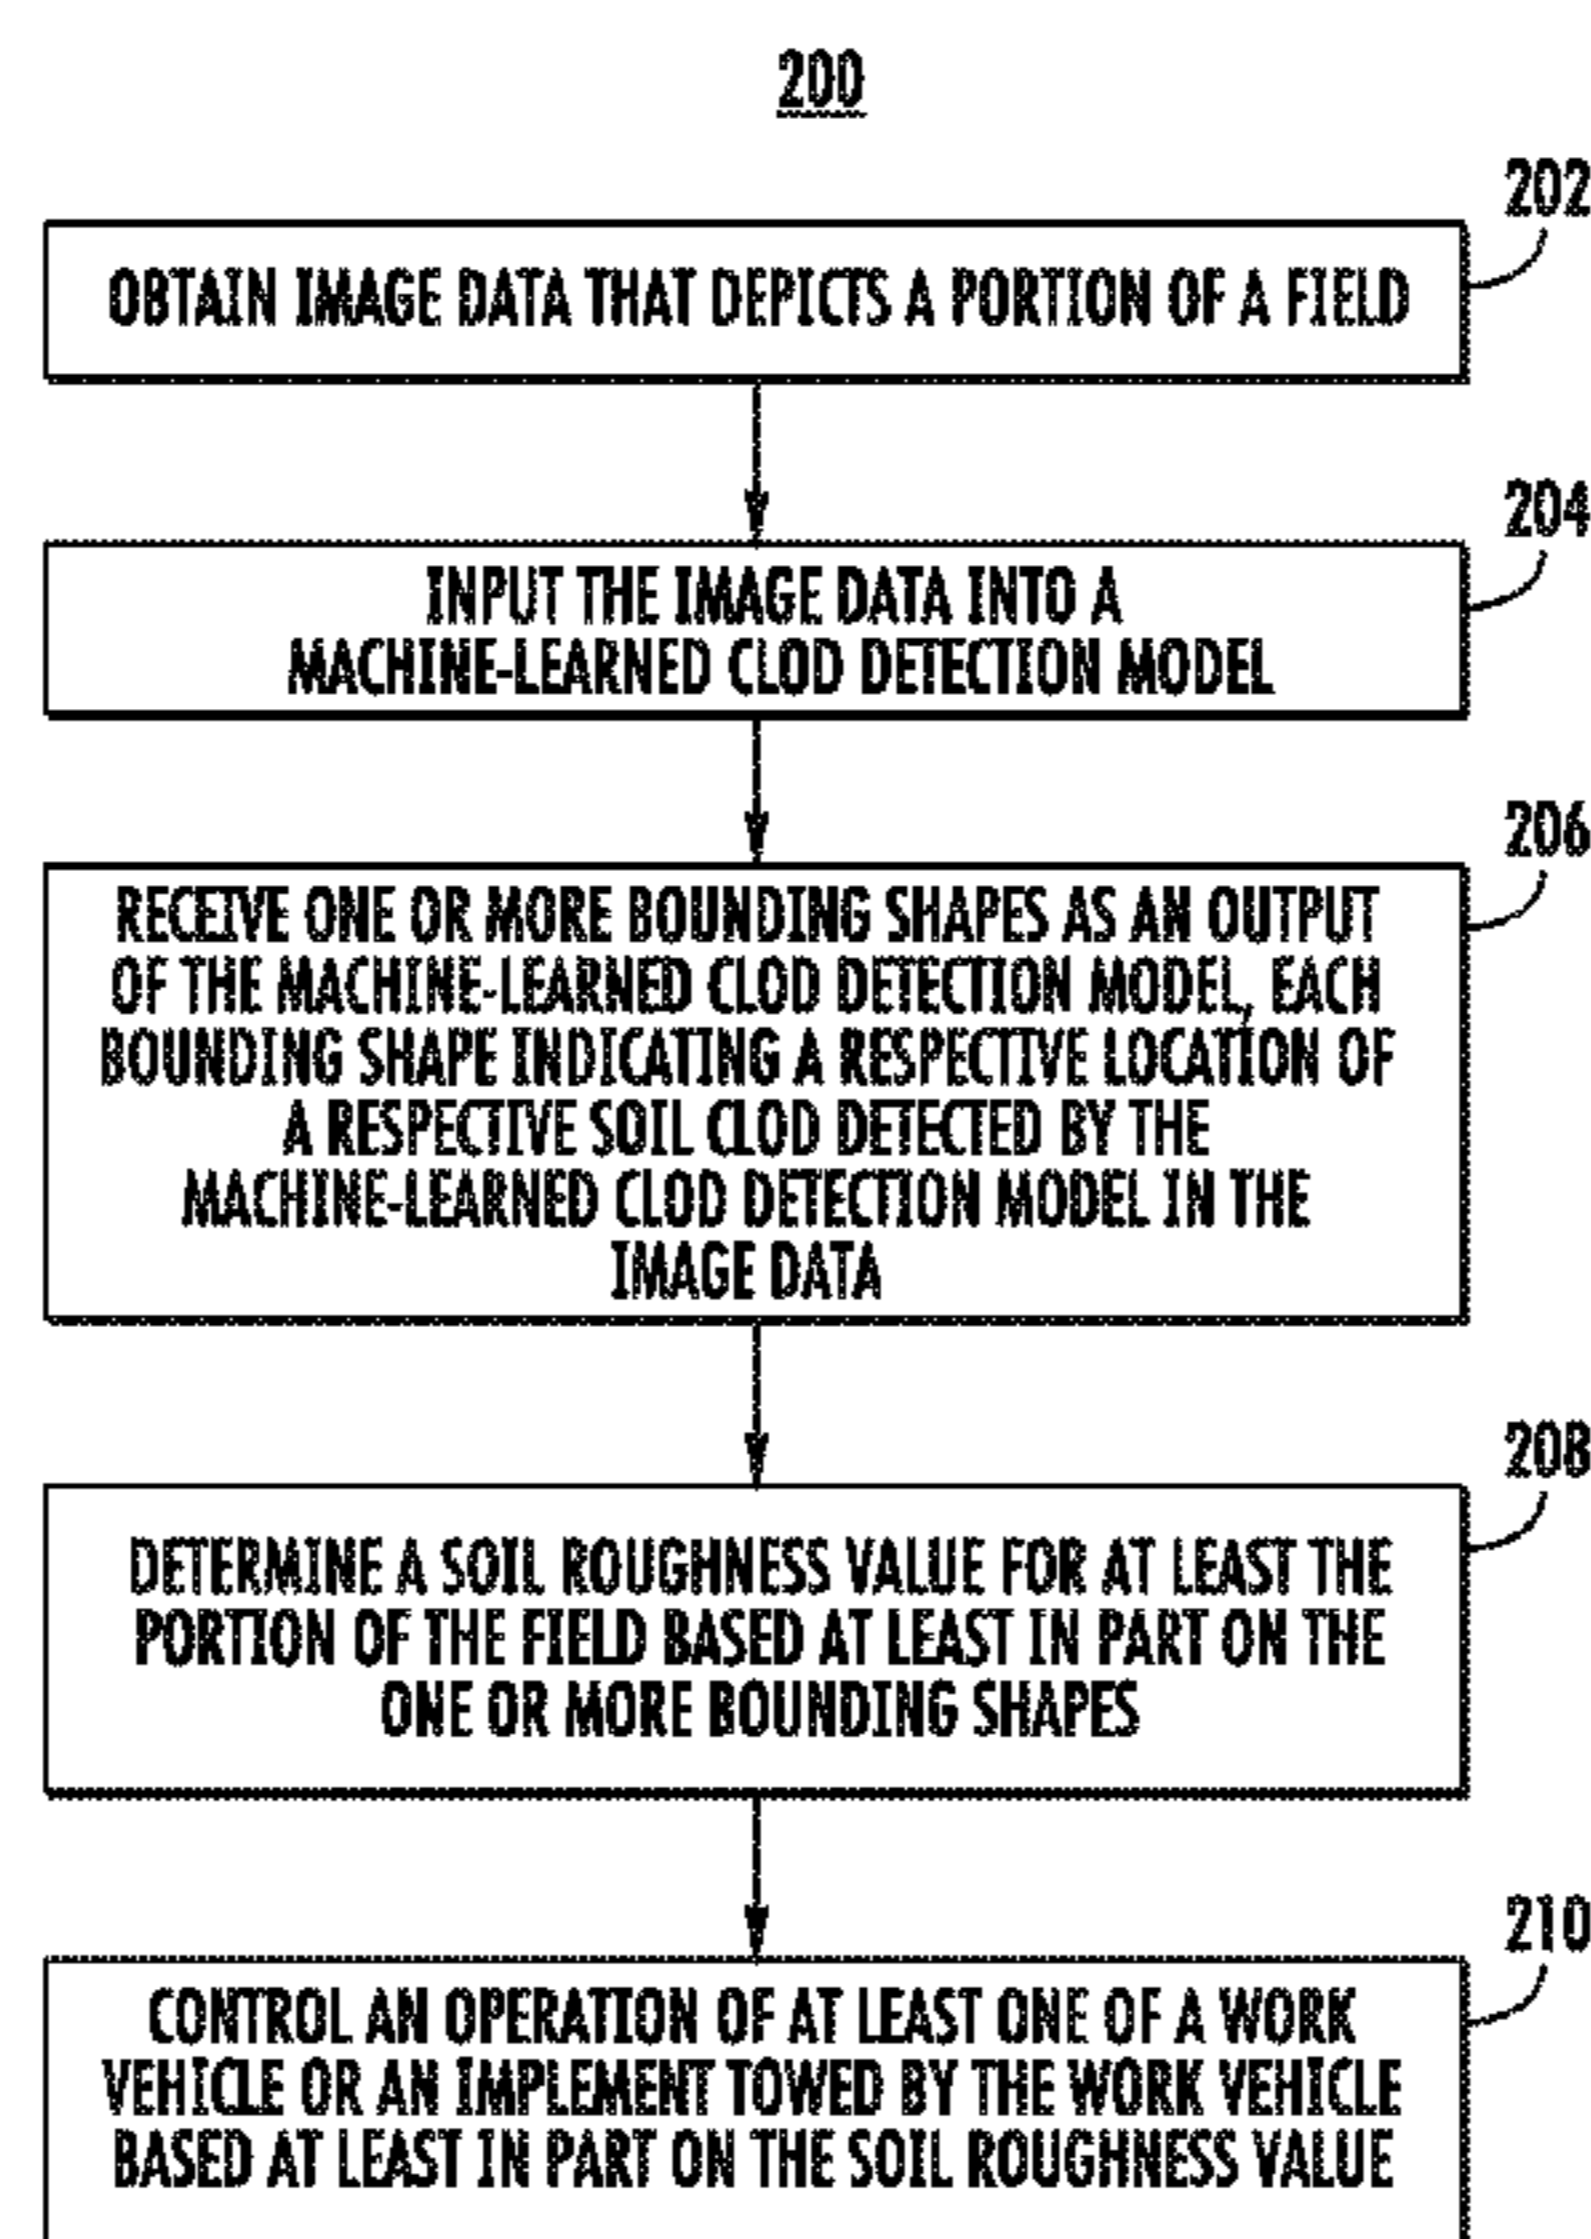 200
202
OBTAIN IMAGE DATA THAT DEPICTS A PORTION OF A FIELD
204
INPUT THE IMAGE DATA INTO A
MACHINE-LEARNED CLOD DETECTION MODEL
206
RECEIVE ONE OR MORE BOUNDING SHAPES AS AN OUTPUT
OF THE MACHINE-LEARNED CLOD DETECTION MODEL, EACH
BOUNDING SHAPE INDICATING A RESPECTIVE LOCATION OF
A RESPECTIVE SOIL CLOD DETECTED BY THE
MACHINE-LEARNED CLOD DETECTION MODEL IN THE
IMAGE DATA
208
DETERMINE A SOIL ROUGHNESS VALUE FOR AT LEAST THE
PORTION OF THE FIELD BASED AT LEAST IN PART ON THE
ONE OR MORE BOUNDING SHAPES
210
CONTROL AN OPERATION OF AT LEAST ONE OF A WORK
VEHICLE OR AN IMPLEMENT TOWED BY THE WORK VEHICLE
BASED AT LEAST IN PART ON THE SOIL ROUGHNESS VALUE